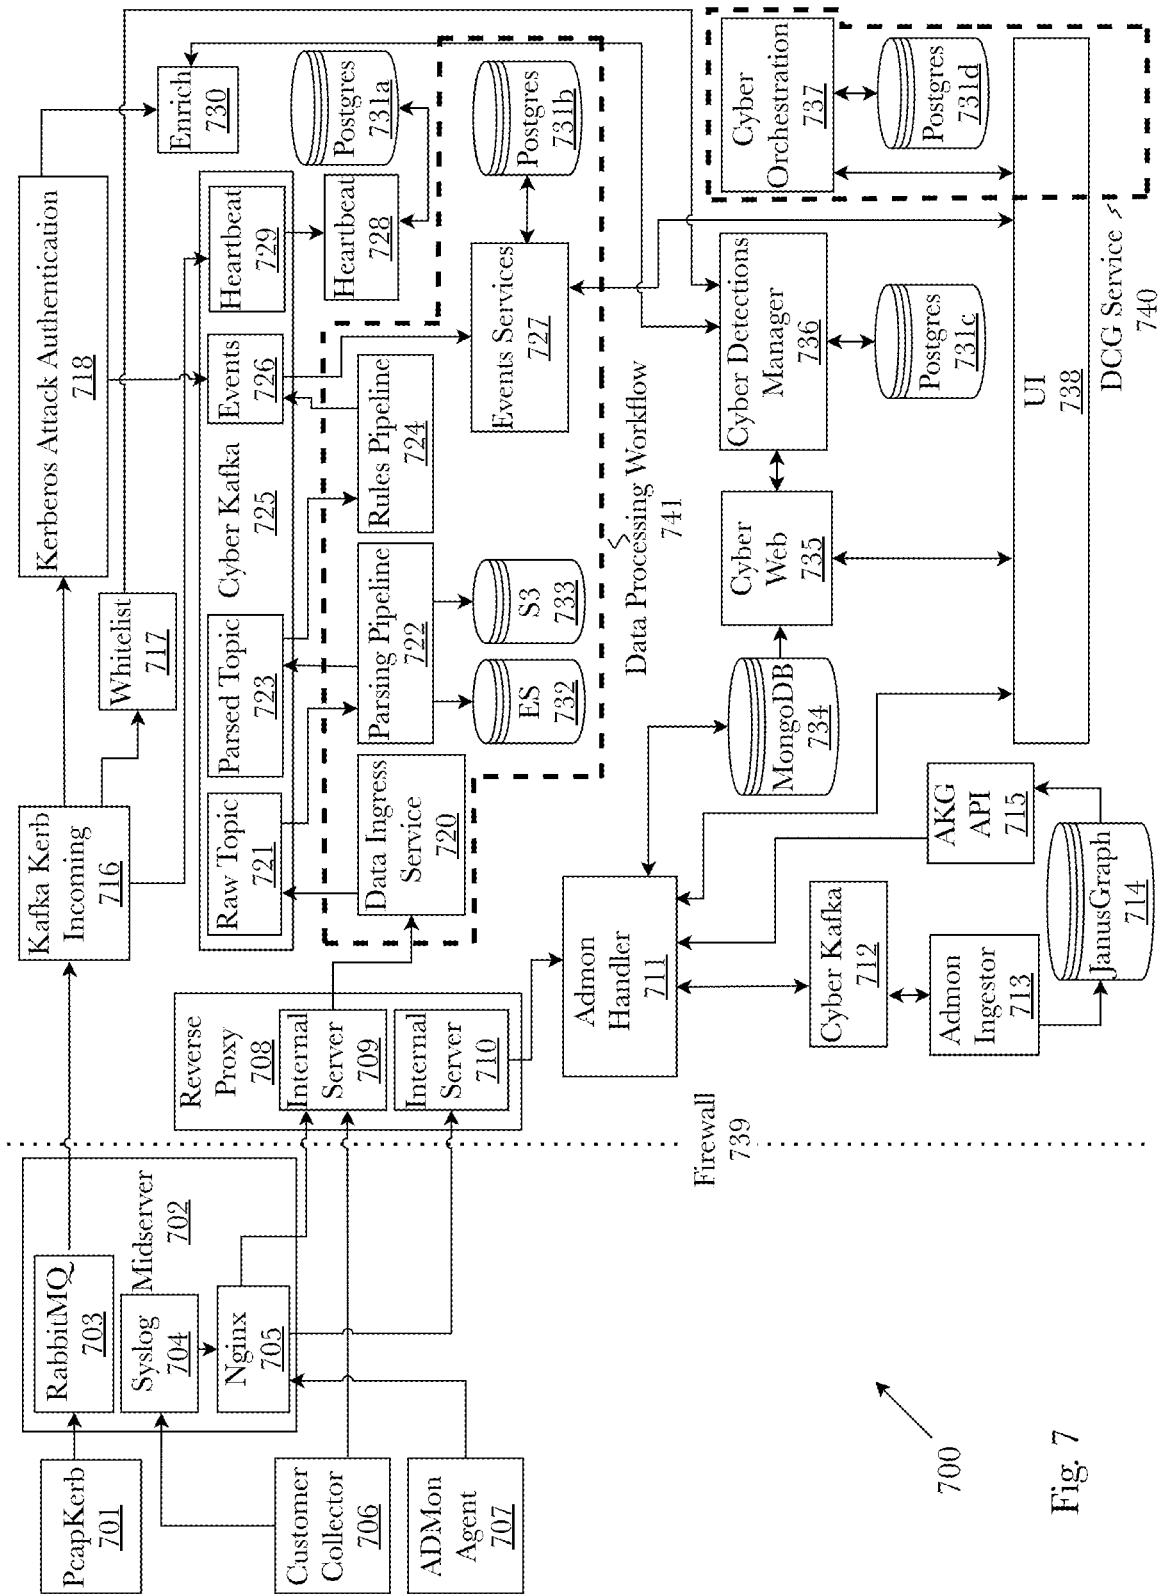 PcapKerb
701
Customer
Collector
706
ADMon
Agent
707
RabbitMQ
703
Syslog
704
Nginx
705
Midserver
702
Firewall
739
Reverse
Proxy
708
Internal
Server
709
Internal
Server
710
Kafka Kerb
Incoming
716
Whitelist
717
Kerberos Attack Authentication
718
Enrich
730
Raw Topic
721
Parsed Topic
723
Cyber Kafka
725
Events
726
Heartbeat
729
Heartbeat
728
Postgres
731a
Data Ingress
Service
720
Parsing Pipeline
722
Rules Pipeline
724
ES
732
S3
733
Events Services
727
Postgres
731b
Data Processing Workflow
741
Admon
Handler
711
Cyber Kafka
712
Admon
Ingestor
713
JanusGraph
714
AKG
API
715
MongoDB
734
Cyber
Web
735
Cyber Detections
Manager
736
Postgres
731c
Cyber
Orchestration
737
Postgres
731d
UI
738
DCG Service
740
700
Fig. 7